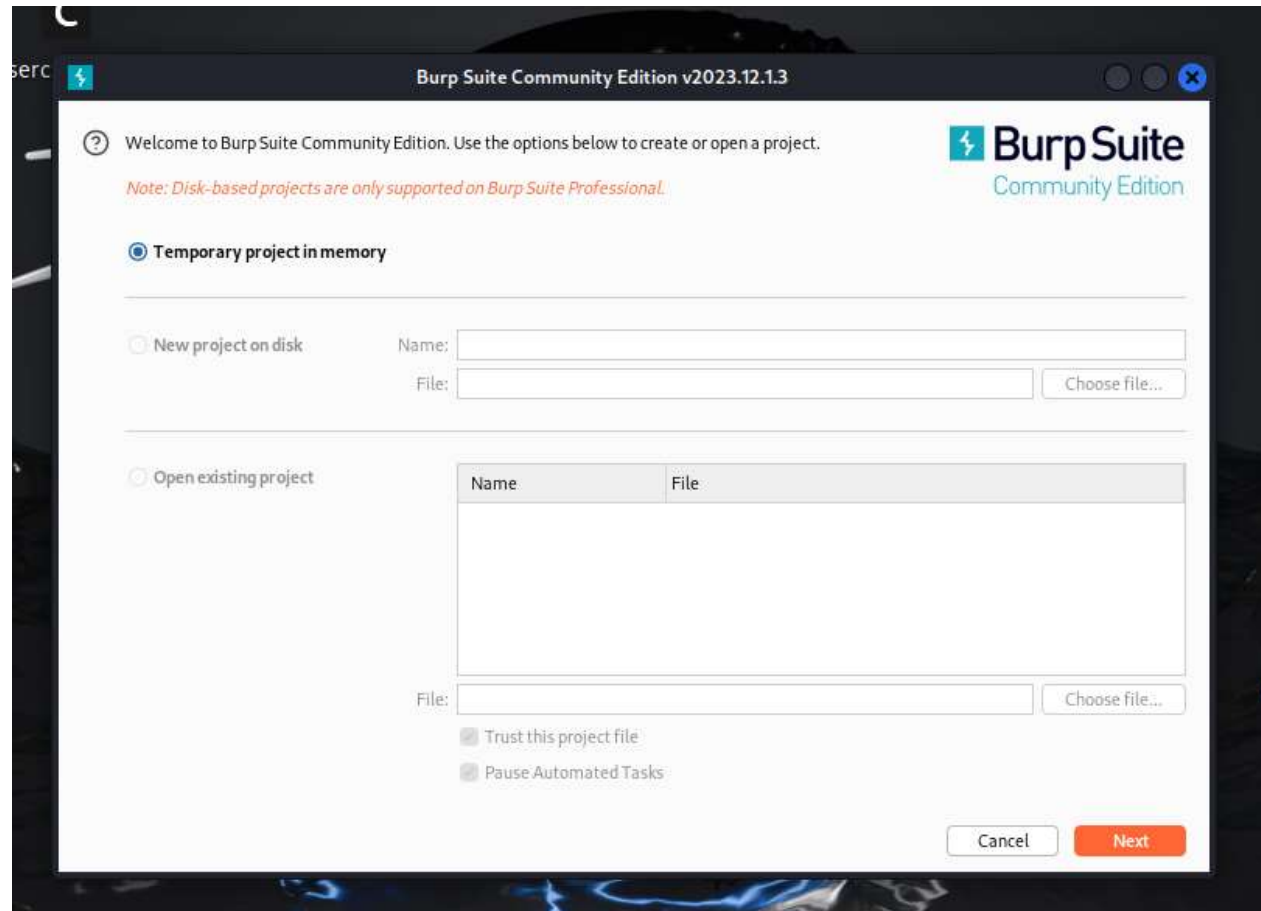 C
serc
Burp Suite Community Edition v2023.12.1.3
Welcome to Burp Suite Community Edition. Use the options below to create or open a project.
Note: Disk-based projects are only supported on Burp Suite Professional.
Burp Suite
Community Edition
Temporary project in memory
New project on disk
Name:
File:
Choose file...
Open existing project
Name File
File:
Choose file...
Trust this project file
Pause Automated Tasks
Cancel
Next